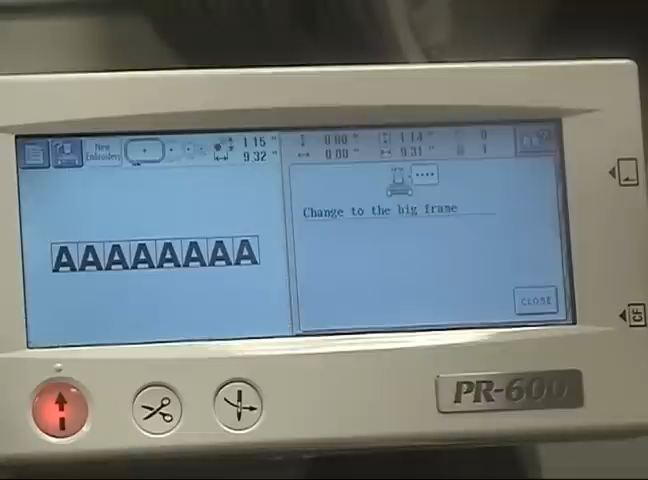 New
Embroidery
1.15 "
9.32 "
0.00 "
0.00 "
1.14 "
9.31 "
0
1
Change to the big frame
AAAAAAAA
CLOSE
CF
PR-600